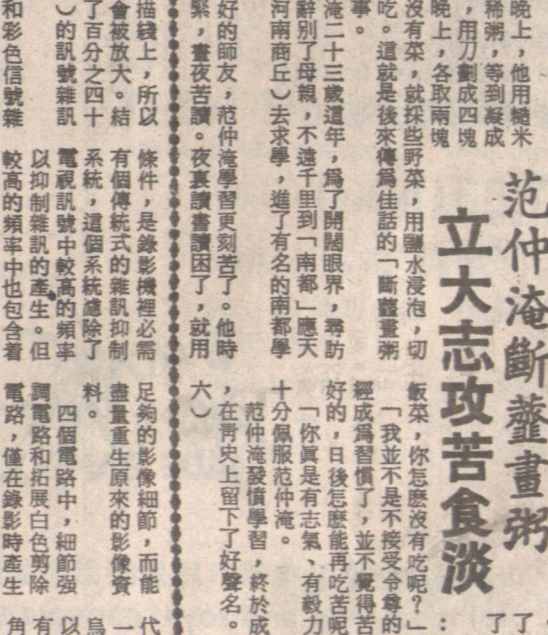 范仲淹斷虀畫粥
立大志攻苦食淡
晚上，他用糙米
稀粥，等到凝成
，用刀劃成四塊
晚上，各取兩塊
沒有菜，就採些野菜，用鹽水浸泡，切
吃。這就是後來傳爲佳話的「斷虀畫粥
事。
淹二十三歲這年，爲了開闊眼界，尋訪
辭別了母親，不遠千里到「南都」應天
河南商丘）去求學，進了有名的南都學
好的師友，范仲淹學習更刻苦了。他時
緊，晝夜苦讀。夜裏讀書讀困了，就用
飯菜，你怎麽沒有吃呢？」
「我並不是不接受令尊的
經成爲習慣了，並不覺得苦
好的，日後怎麽能再吃苦呢
「你眞是有志氣、有毅力
十分佩服范仲淹。
范仲淹發憤學習，終於成
，在靑史上留下了好聲名。
六）
了
了
：
描綫上，所以
會被放大。結
了百分之四十
）的訊號雜訊
和彩色信號雜
條件，是錄影機裡必需
有個傳統式的雜訊抑制
系統，這個系統濾除了
電視訊號中較高的頻率
以抑制雜訊的產生。但
較高的頻率中也包含着
足夠的影像細節，而能
盡量重生原來的影像資
料。
四個電路中，細節强
調電路和拓展白色剪除
電路，僅在錄影時產生
代
一
烏
以
有
角